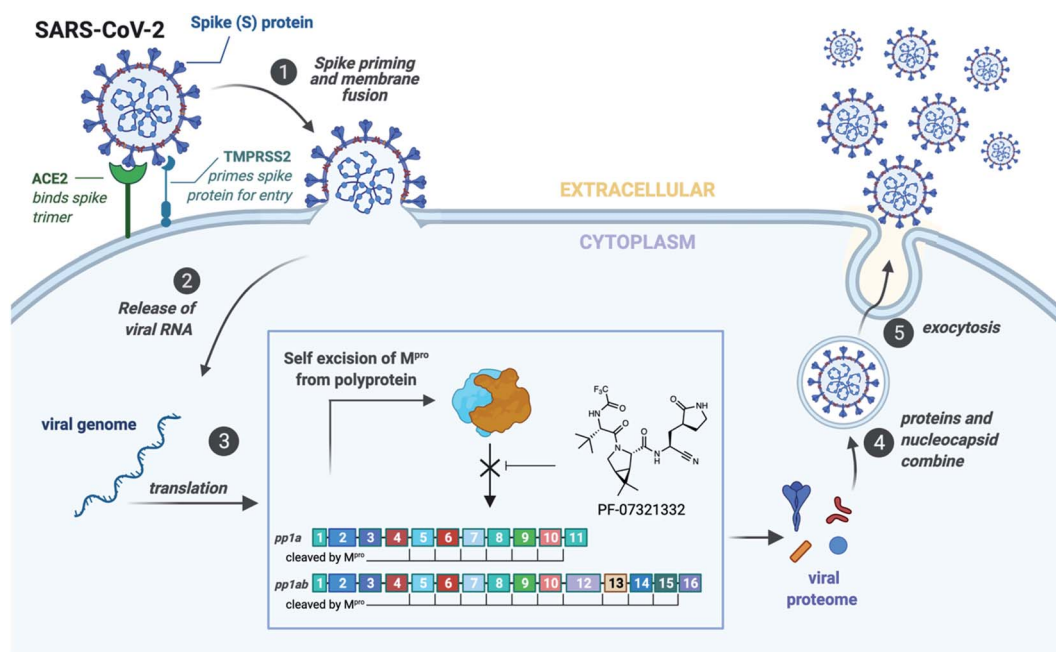 SARS-CoV-2
Spike (S) protein
1
Spike priming
and membrane
fusion
ACE2
binds spike
trimer
TMPRSS2
primes spike
protein for entry
EXTRACELLULAR
CYTOPLASM
2
Release of
viral RNA
viral genome
3
translation
Self excision of Mᵖʳᵒ
from polyprotein
F₃C
O
HN
O
N
O
N
H
O
NH
CN
PF-07321332
pp1a 1 2 3 4 5 6 7 8 9 10 11
cleaved by Mᵖʳᵒ
pp1ab 1 2 3 4 5 6 7 8 9 10 12 13 14 15 16
cleaved by Mᵖʳᵒ
viral
proteome
4
proteins and
nucleocapsid
combine
5
exocytosis